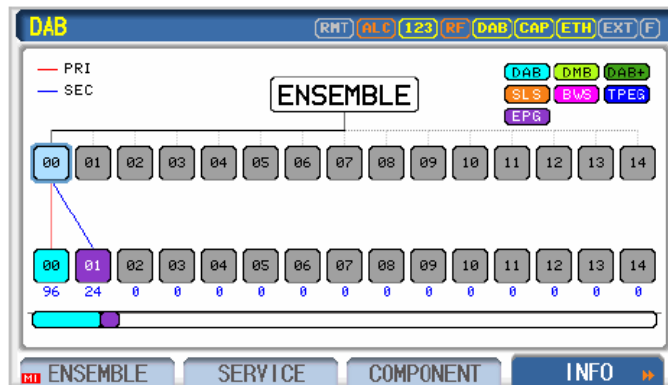 DAB RMT ALC 123 RF DAB CAP ETH EXT F
PRI DAB DMB DAB+
SEC SLS BWS TPEG
ENSEMBLE EPG
00 01 02 03 04 05 06 07 08 09 10 11 12 13 14
00 01 02 03 04 05 06 07 08 09 10 11 12 13 14
96 24 0 0 0 0 0 0 0 0 0 0 0 0 0
MI ENSEMBLE SERVICE COMPONENT INFO